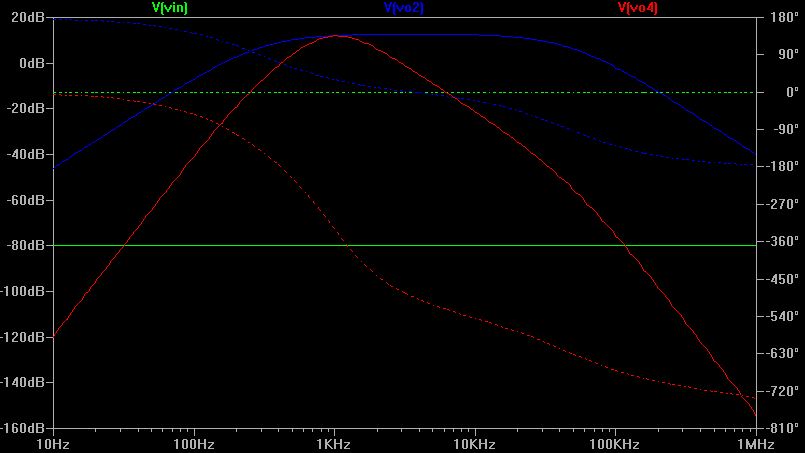 V(vin) V(vo2) V(vo4)
20dB 180°
0dB 90°
-20dB 0°
-40dB -90°
-60dB -180°
-80dB -270°
-100dB -360°
-120dB -450°
-140dB -540°
-160dB -630°
-720°
-810°
10Hz 100Hz 1KHz 10KHz 100KHz 1MHz